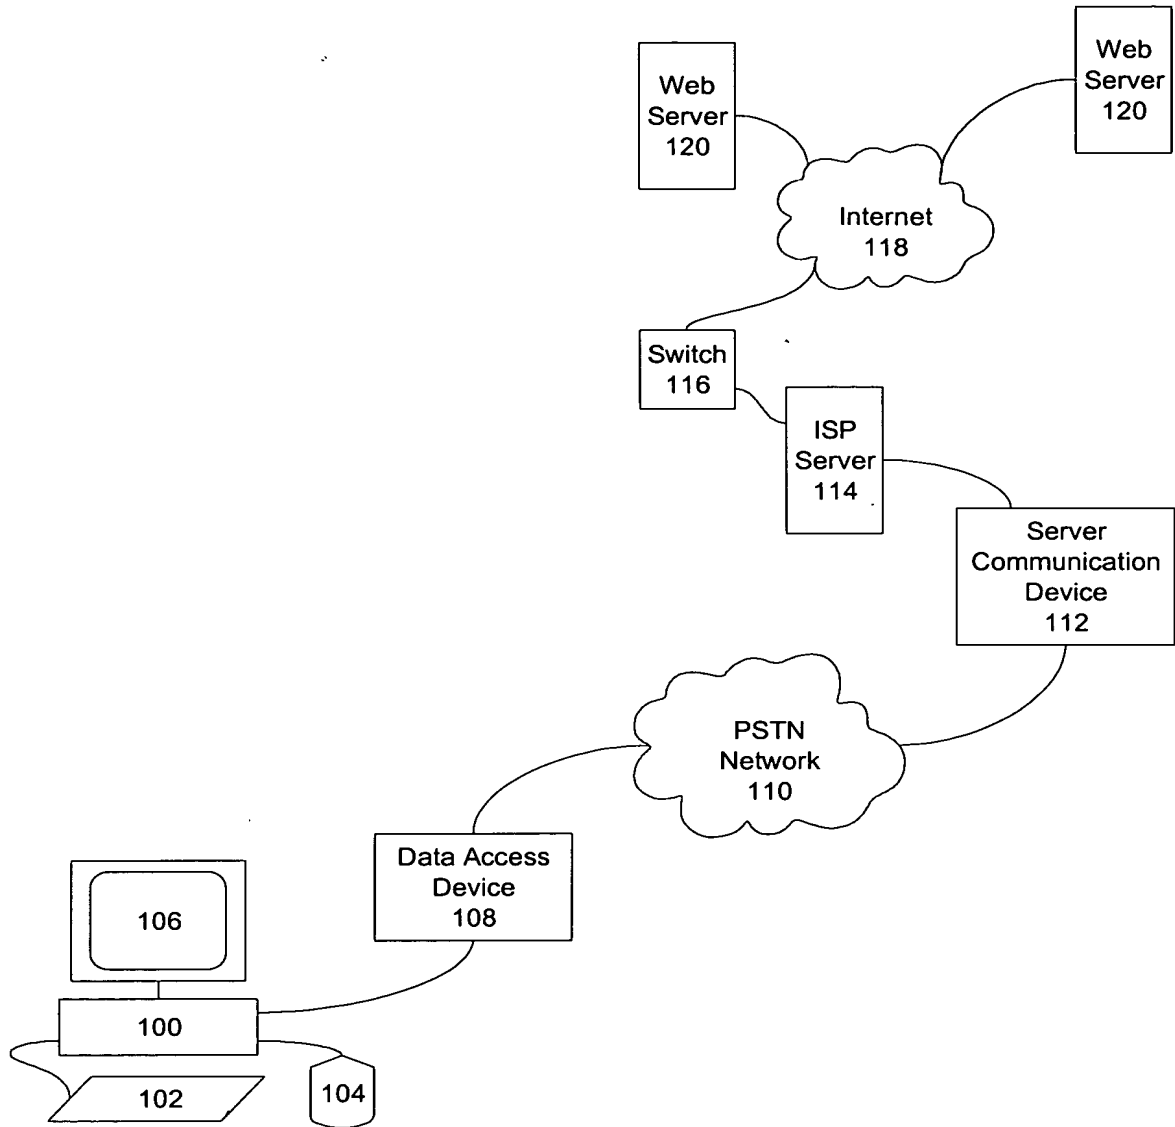 Web
Server
120
Web
Server
120
Internet
118
Switch
116
ISP
Server
114
Server
Communication
Device
112
PSTN
Network
110
Data Access
Device
108
106
100
102
104